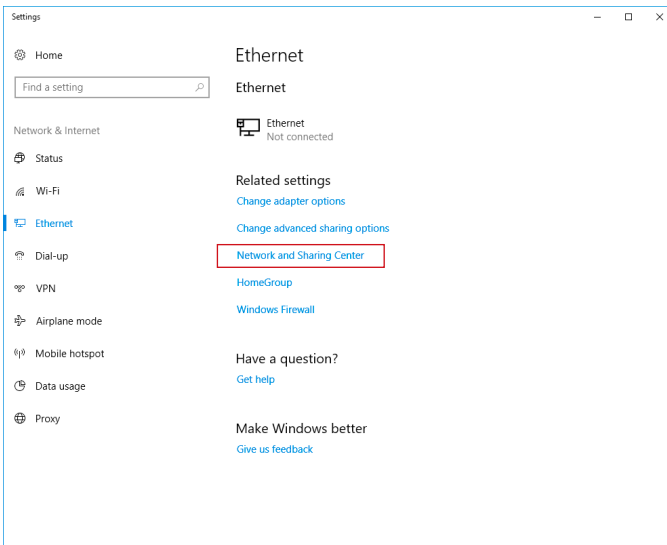 Settings
Home
Find a setting
Network & Internet
Status
Wi-Fi
Ethernet
Dial-up
VPN
Airplane mode
Mobile hotspot
Data usage
Proxy
Ethernet
Ethernet
Ethernet
Not connected
Related settings
Change adapter options
Change advanced sharing options
Network and Sharing Center
HomeGroup
Windows Firewall
Have a question?
Get help
Make Windows better
Give us feedback